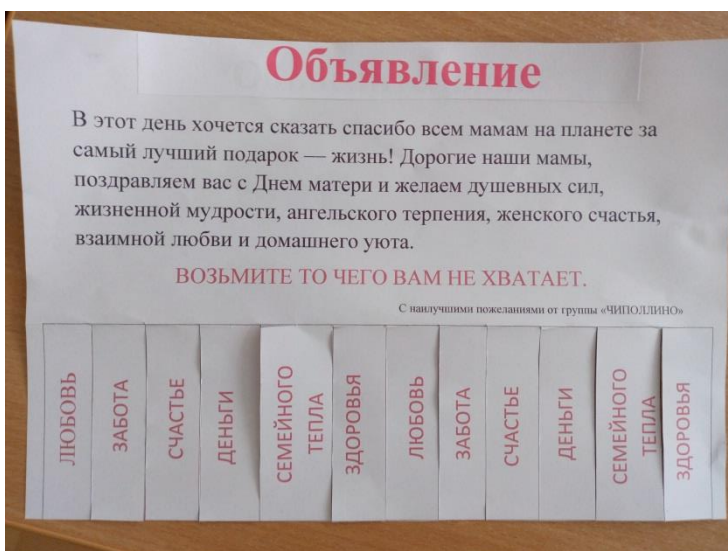 Объявление
В этот день хочется сказать спасибо всем мамам на планете за
самый лучший подарок — жизнь! Дорогие наши мамы,
поздравляем вас с Днем матери и желаем душевных сил,
жизненной мудрости, ангельского терпения, женского счастья,
взаимной любви и домашнего уюта.
ВОЗЬМИТЕ ТО ЧЕГО ВАМ НЕ ХВАТАЕТ.
С наилучшими пожеланиями от группы «ЧИПОЛЛИНО»
ЛЮБОВЬ
ЗАБОТА
СЧАСТЬЕ
ДЕНЬГИ
СЕМЕЙНОГО
ТЕПЛА
ЗДОРОВЬЯ
ЛЮБОВЬ
ЗАБОТА
СЧАСТЬЕ
ДЕНЬГИ
СЕМЕЙНОГО
ТЕПЛА
ЗДОРОВЬЯ